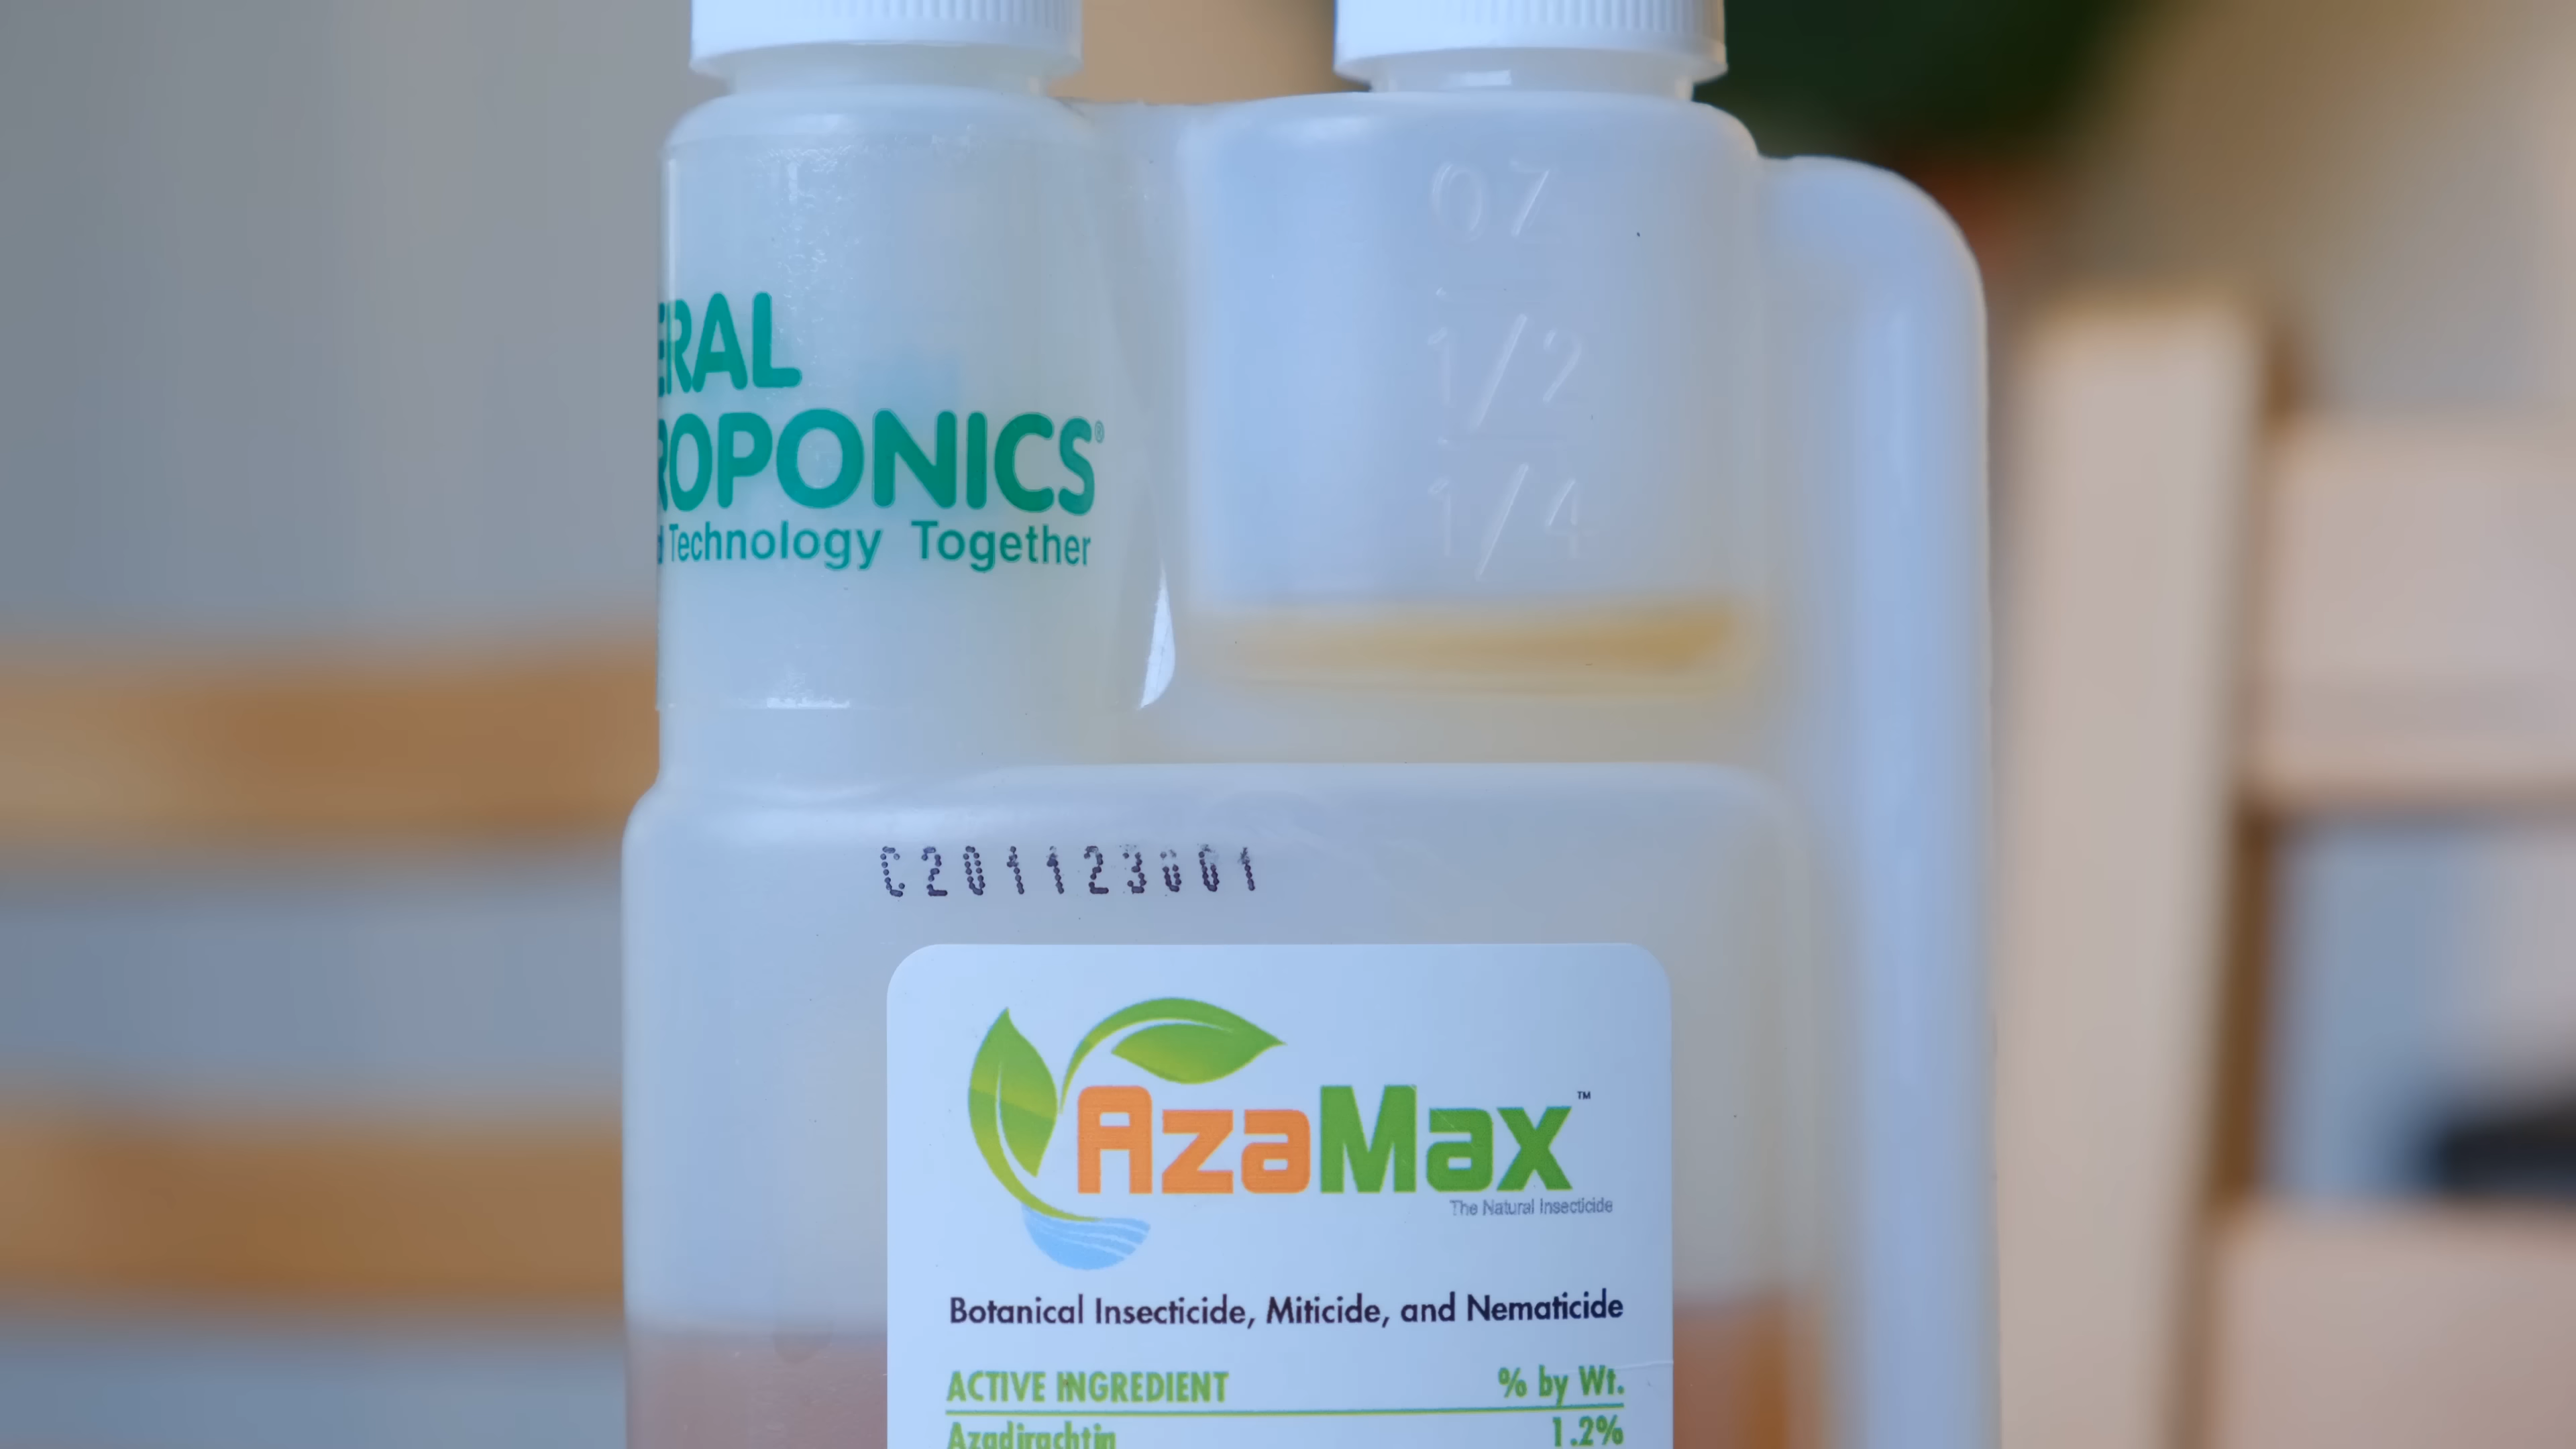 ERAL
ROPONICS®
d Technology Together
OZ
1/2
1/4
C201123001
AzaMax™
The Natural Insecticide
Botanical Insecticide, Miticide, and Nematicide
ACTIVE INGREDIENT % by Wt.
Azadirachtin 1.2%